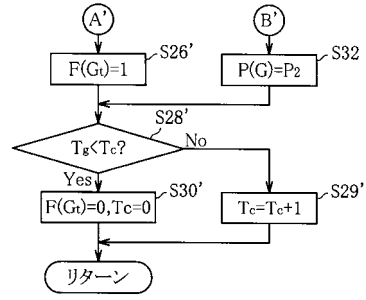 A' B'
S26' S32
F(Gt)=1 P(G)=P2
S28'
Tg<Tc? No
Yes S30' S29'
F(Gt)=0,Tc=0 Tc=Tc+1
リターン